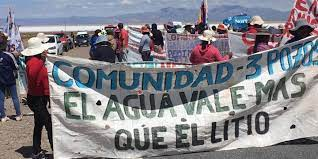 COMUNIDAD 3 POZOS
EL AGUA VALE MAS
QUE EL LITIO